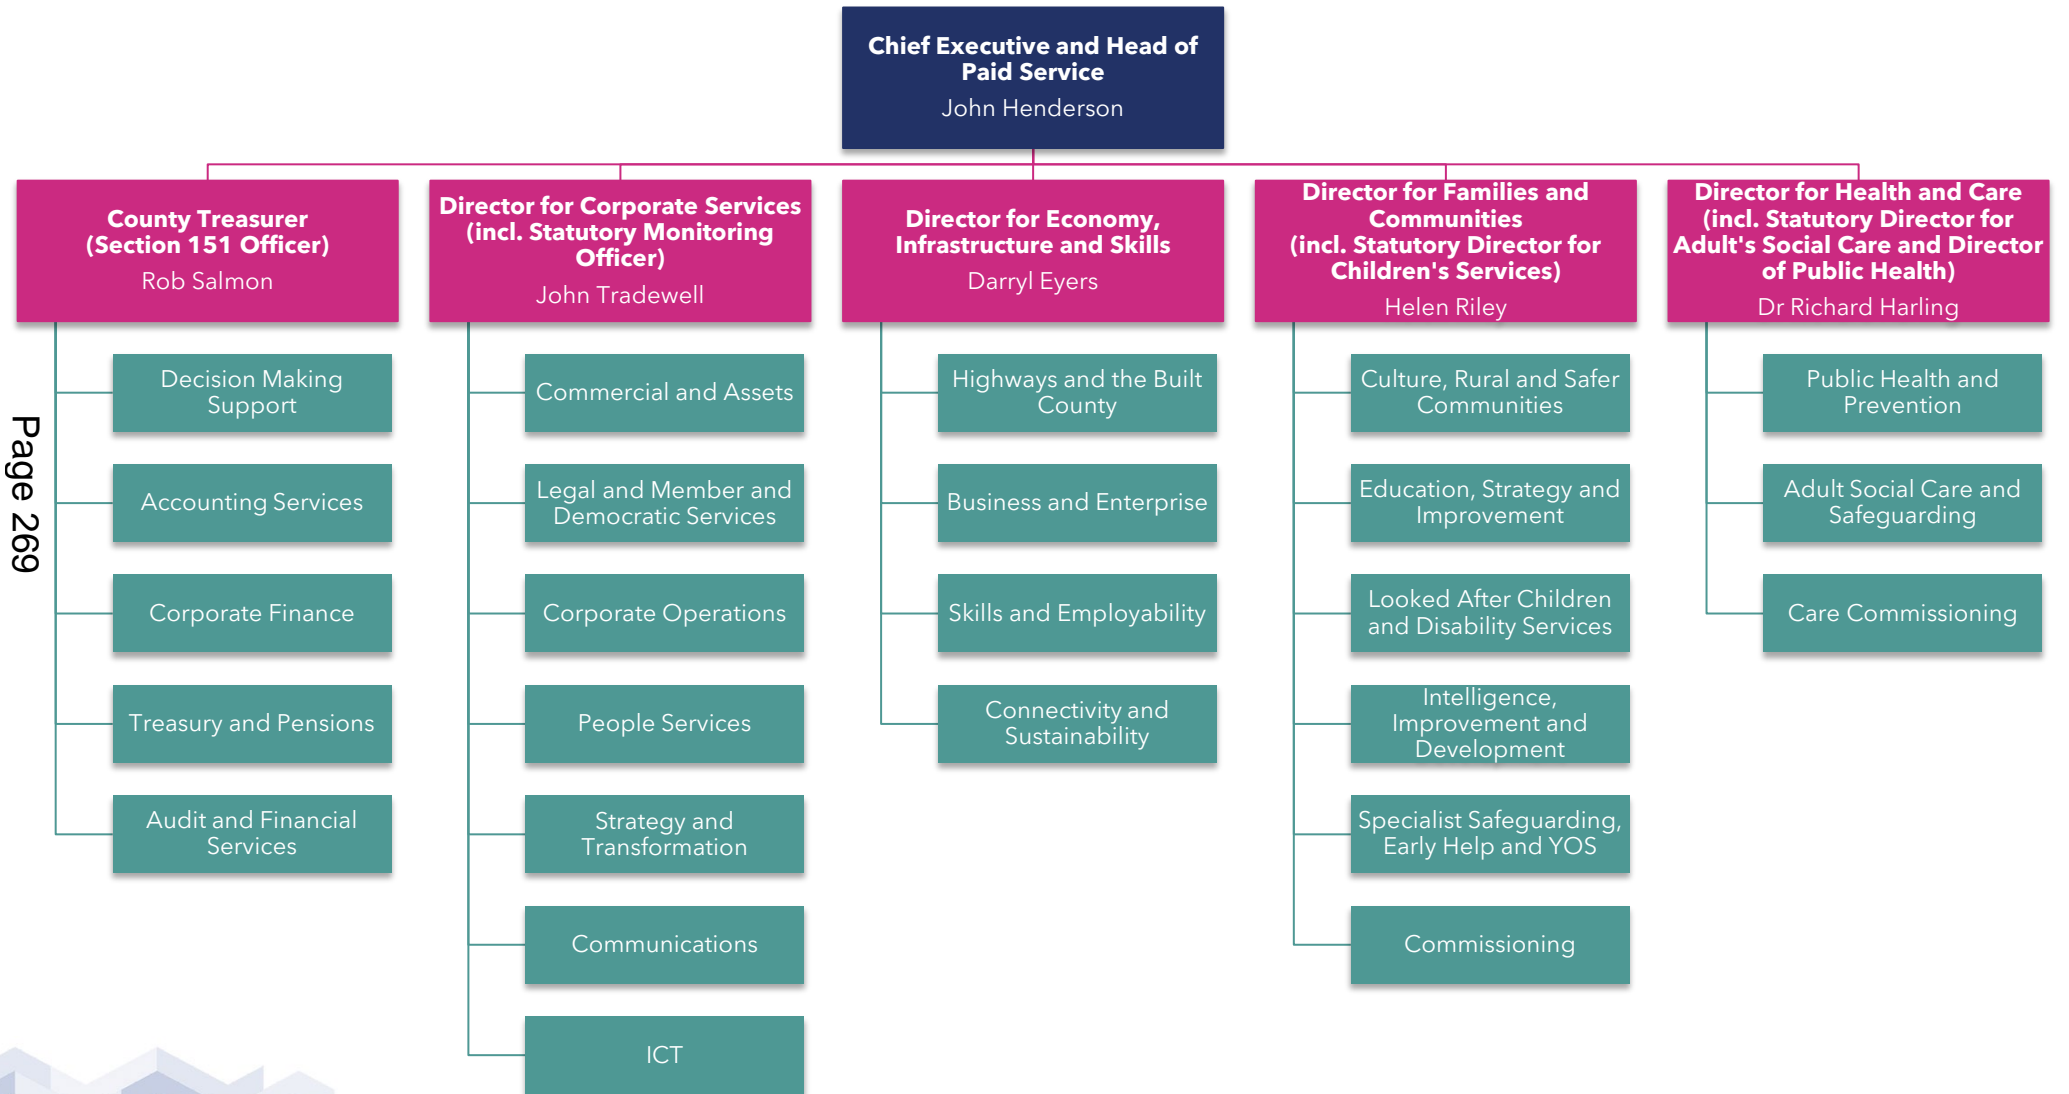 Chief Executive and Head of
Paid Service
John Henderson
County Treasurer
(Section 151 Officer)
Rob Salmon
Decision Making
Support
Accounting Services
Corporate Finance
Treasury and Pensions
Audit and Financial
Services
Director for Corporate Services
(incl. Statutory Monitoring
Officer)
John Tradewell
Commercial and Assets
Legal and Member and
Democratic Services
Corporate Operations
People Services
Strategy and
Transformation
Communications
ICT
Director for Economy,
Infrastructure and Skills
Darryl Eyers
Highways and the Built
County
Business and Enterprise
Skills and Employability
Connectivity and
Sustainability
Director for Families and
Communities
(incl. Statutory Director for
Children's Services)
Helen Riley
Culture, Rural and Safer
Communities
Education, Strategy and
Improvement
Looked After Children
and Disability Services
Intelligence,
Improvement and
Development
Specialist Safeguarding,
Early Help and YOS
Commissioning
Director for Health and Care
(incl. Statutory Director for
Adult's Social Care and Director
of Public Health)
Dr Richard Harling
Public Health and
Prevention
Adult Social Care and
Safeguarding
Care Commissioning
Page 269